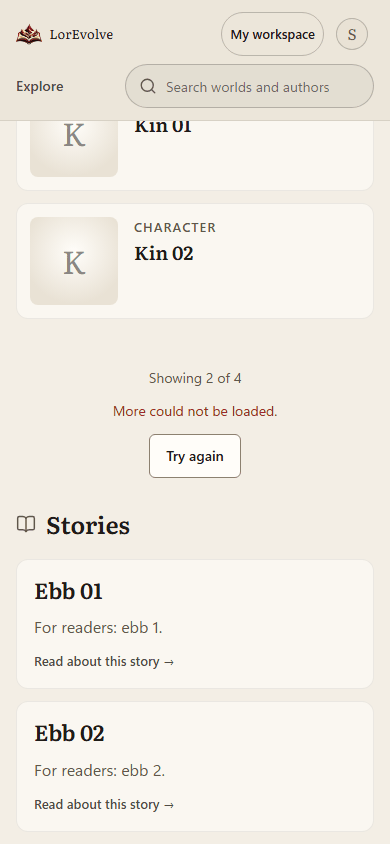 LorEvolve
My workspace
S
Explore
Search worlds and authors
K
Kin 01
K
CHARACTER
Kin 02
Showing 2 of 4
More could not be loaded.
Try again
Stories
Ebb 01
For readers: ebb 1.
Read about this story →
Ebb 02
For readers: ebb 2.
Read about this story →